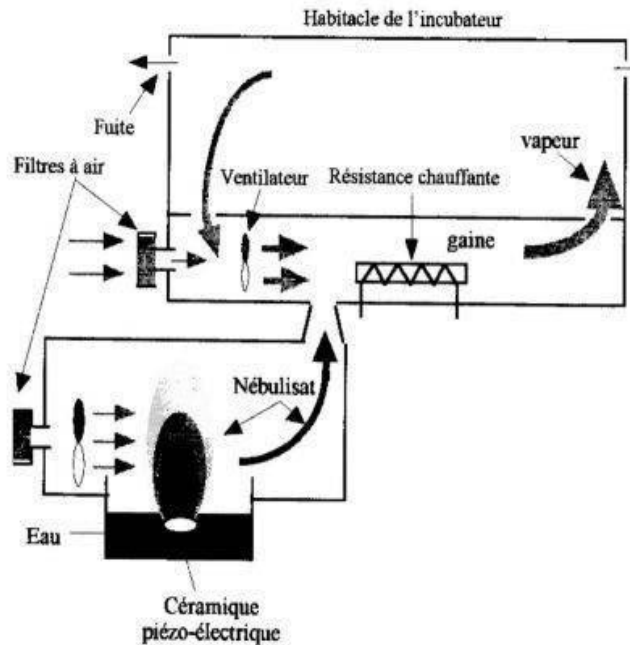 Habitacle de l'incubateur
Fuite
vapeur
Filtres à air
Ventilateur
Résistance chauffante
gaine
Nébulisat
Eau
Céramique
piézo-électrique